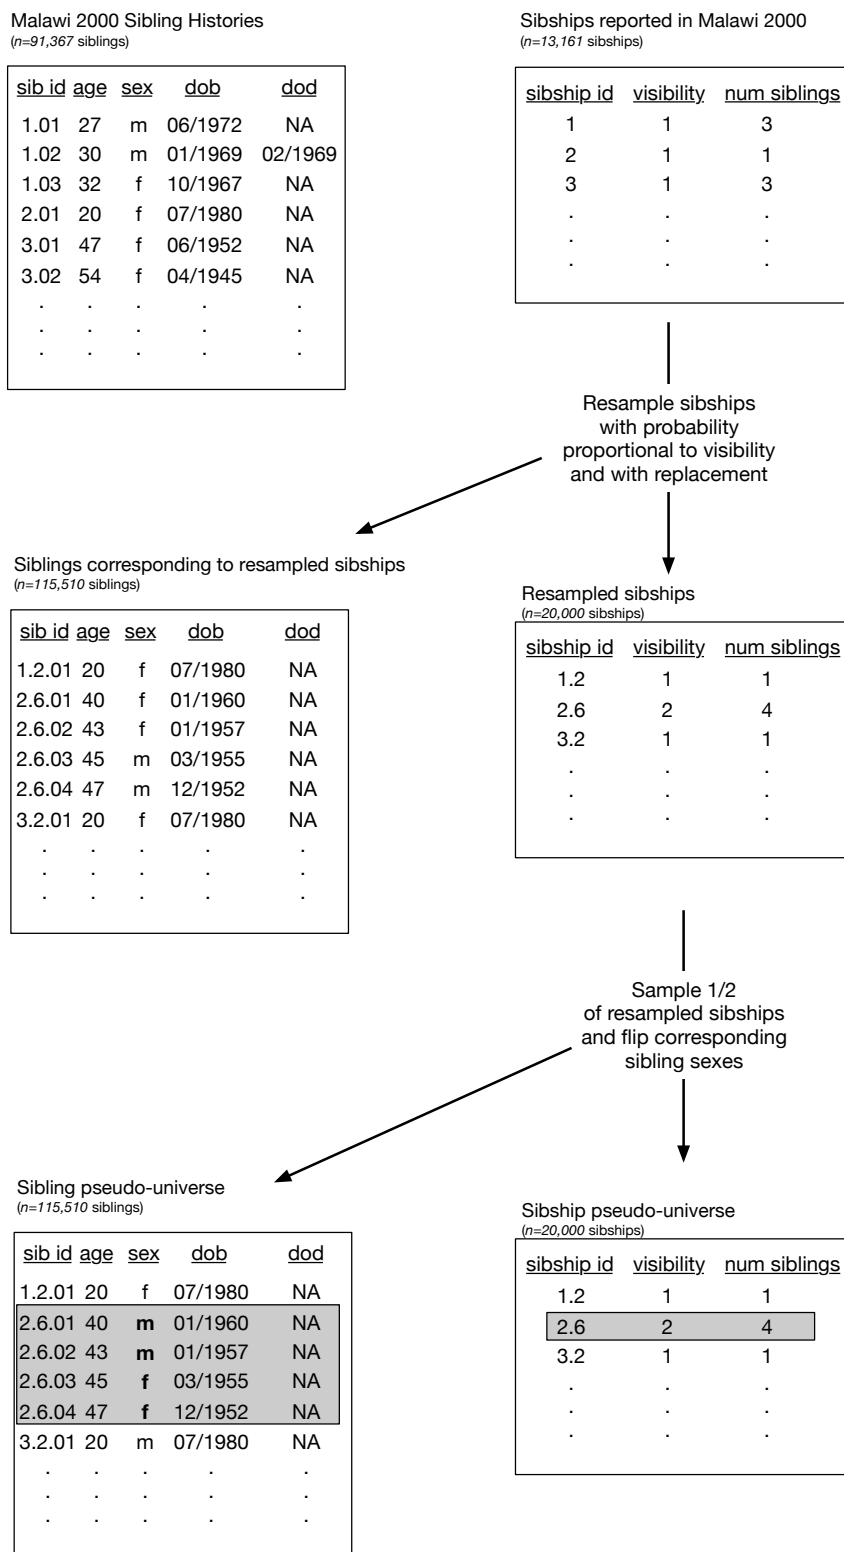 Malawi 2000 Sibling Histories
(n=91,367 siblings)
sib id age sex dob dod
1.01 27 m 06/1972 NA
1.02 30 m 01/1969 02/1969
1.03 32 f 10/1967 NA
2.01 20 f 07/1980 NA
3.01 47 f 06/1952 NA
3.02 54 f 04/1945 NA
. . . . .
. . . . .
. . . . .
Sibships reported in Malawi 2000
(n=13,161 sibships)
sibship id visibility num siblings
1 1 3
2 1 1
3 1 3
. . .
. . .
. . .
Resample sibships
with probability
proportional to visibility
and with replacement
Siblings corresponding to resampled sibships
(n=115,510 siblings)
sib id age sex dob dod
1.2.01 20 f 07/1980 NA
2.6.01 40 f 01/1960 NA
2.6.02 43 f 01/1957 NA
2.6.03 45 m 03/1955 NA
2.6.04 47 m 12/1952 NA
3.2.01 20 f 07/1980 NA
. . . . .
. . . . .
. . . . .
Resampled sibships
(n=20,000 sibships)
sibship id visibility num siblings
1.2 1 1
2.6 2 4
3.2 1 1
. . .
. . .
. . .
Sample 1/2
of resampled sibships
and flip corresponding
sibling sexes
Sibling pseudo-universe
(n=115,510 siblings)
sib id age sex dob dod
1.2.01 20 f 07/1980 NA
2.6.01 40 m 01/1960 NA
2.6.02 43 m 01/1957 NA
2.6.03 45 f 03/1955 NA
2.6.04 47 f 12/1952 NA
3.2.01 20 m 07/1980 NA
. . . . .
. . . . .
. . . . .
Sibship pseudo-universe
(n=20,000 sibships)
sibship id visibility num siblings
1.2 1 1
2.6 2 4
3.2 1 1
. . .
. . .
. . .